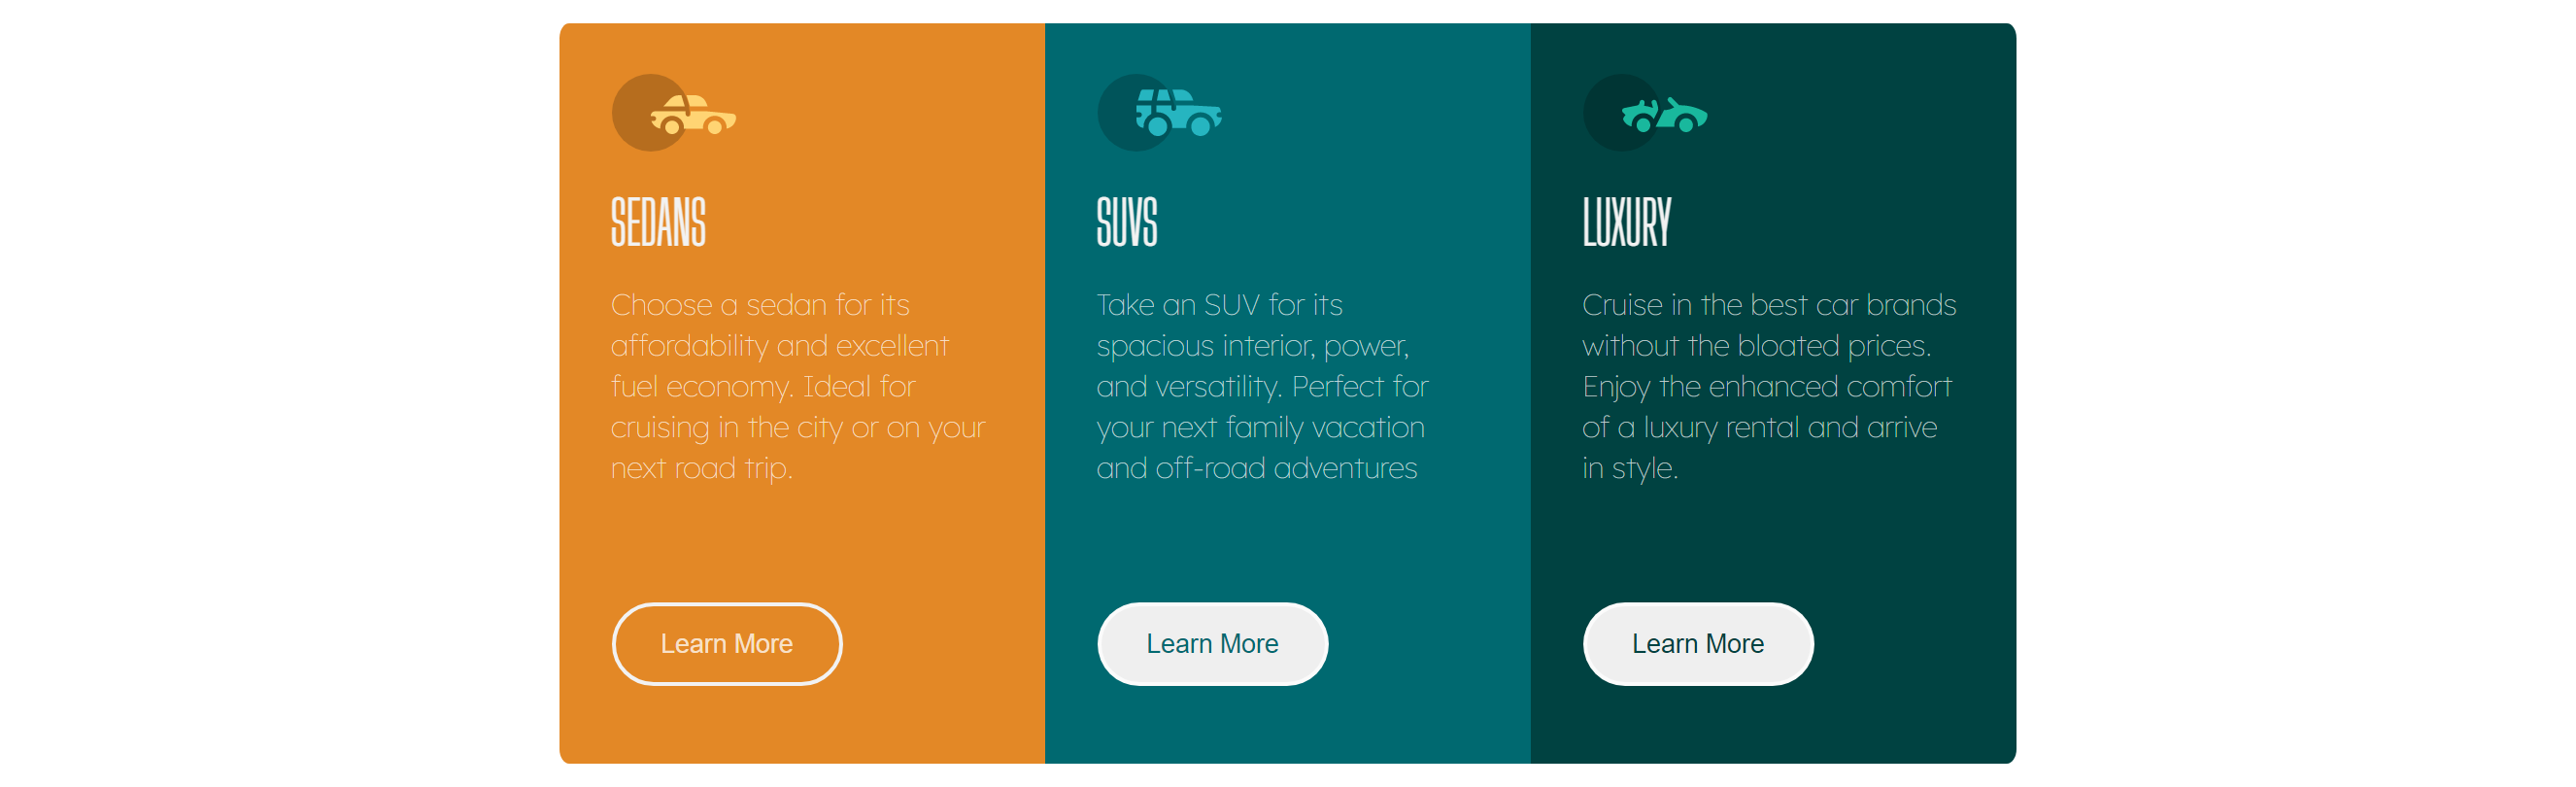 SEDANS
Choose a sedan for its
affordability and excellent
fuel economy. Ideal for
cruising in the city or on your
next road trip.
Learn More
SUVS
Take an SUV for its
spacious interior, power,
and versatility. Perfect for
your next family vacation
and off-road adventures
Learn More
LUXURY
Cruise in the best car brands
without the bloated prices.
Enjoy the enhanced comfort
of a luxury rental and arrive
in style.
Learn More